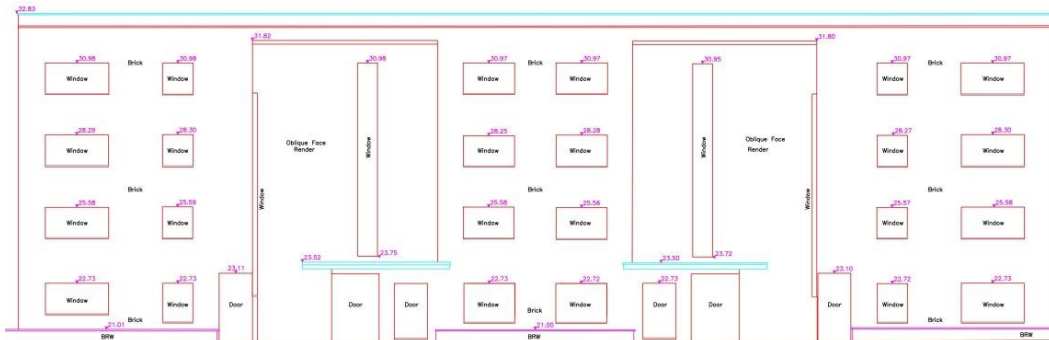 32.83
31.82
31.80
30.98
Brick
30.98
30.98
30.97
Brick
30.97
30.95
30.97
Brick
30.97
Window
Window
Window
Window
Window
Window
28.29
28.30
28.25
28.28
28.27
28.30
Window
Window
Oblique Face
Render
Window
Window
Window
Window
Oblique Face
Render
Window
Window
Brick
Brick
Brick
Window
Window
25.58
25.59
25.58
25.56
25.57
25.58
Window
Window
Window
Window
Window
Window
23.52
23.75
23.50
23.72
23.11
23.10
22.73
22.73
22.73
22.72
22.73
22.72
22.73
Window
Window
Door
Door
Door
Window
Window
Door
Door
Door
Window
Window
Brick
Brick
Brick
21.01
21.00
BRW
BRW
BRW